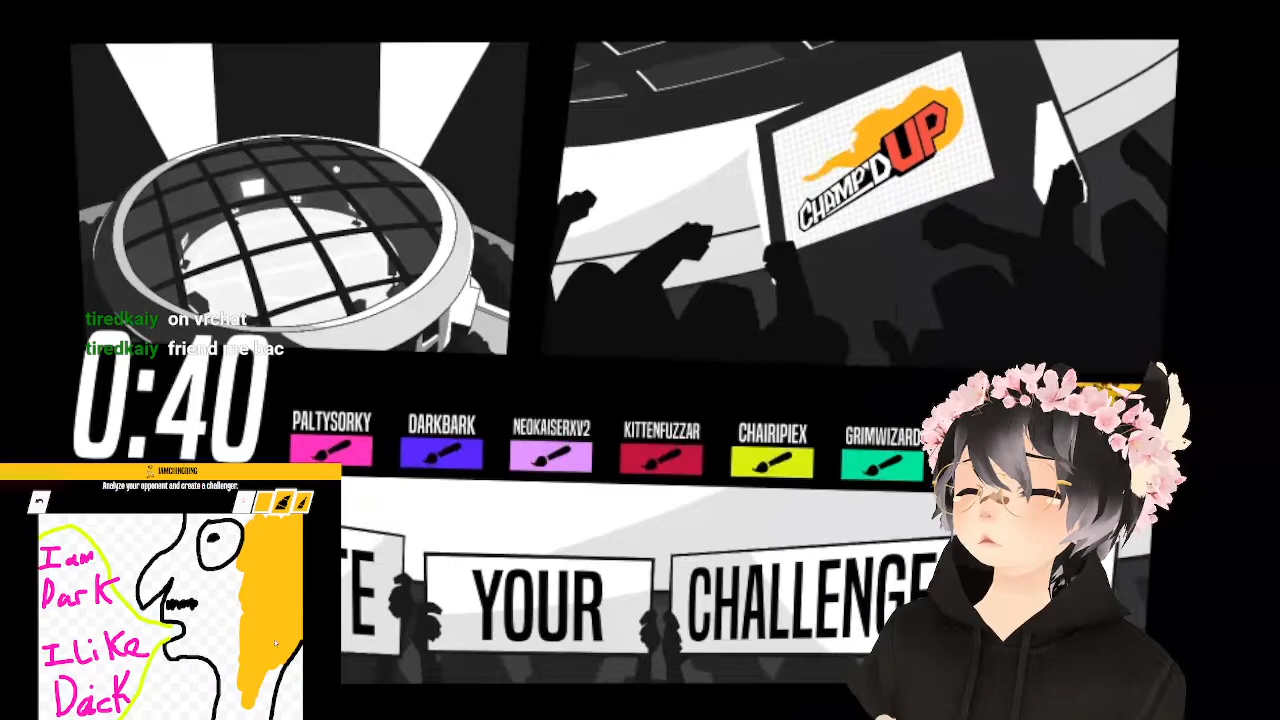 CHAMP'D UP
tiredkaiy on vrchat
tiredkaiy friend me bac
0:40
PALTYSORKY
DARKBARK
NEOKAISERXV2
KITTENFUZZAR
CHAIRIPIEX
GRIMWIZARD
Analyze your opponent and create a challenger.
TE YOUR CHALLENGE
I am
Dark
I Like
Dick